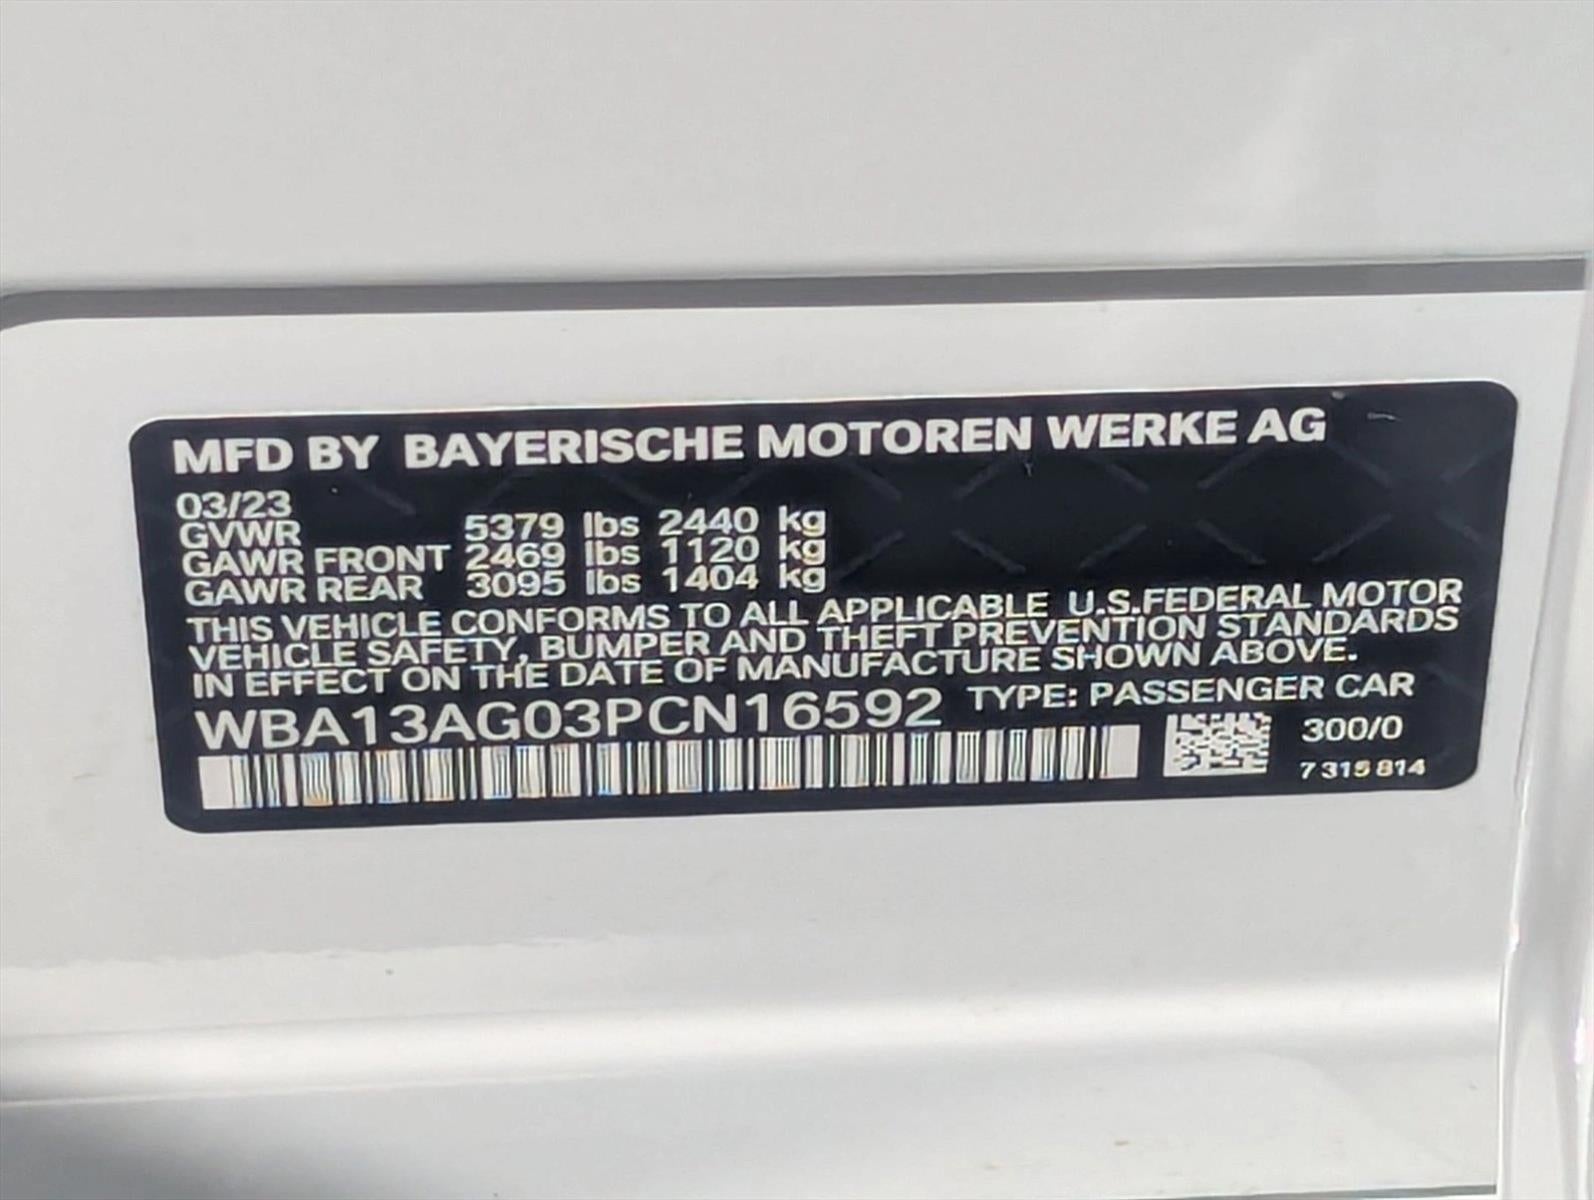 MFD BY BAYERISCHE MOTOREN WERKE AG
03/23
GVWR 5379 lbs 2440 kg
GAWR FRONT 2469 lbs 1120 kg
GAWR REAR 3095 lbs 1404 kg
THIS VEHICLE CONFORMS TO ALL APPLICABLE U.S.FEDERAL MOTOR
VEHICLE SAFETY, BUMPER AND THEFT PREVENTION STANDARDS
IN EFFECT ON THE DATE OF MANUFACTURE SHOWN ABOVE.
WBA13AG03PCN16592 TYPE: PASSENGER CAR
300/0
7 315 814